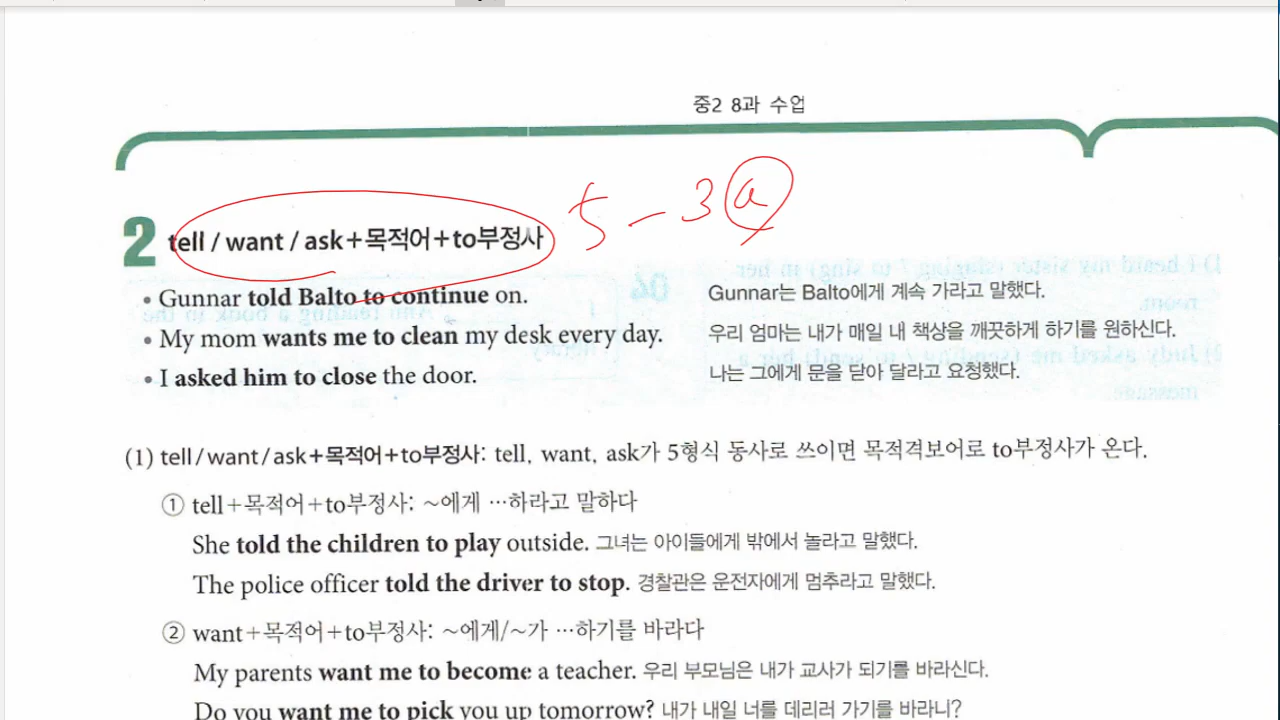 중2 8과 수업
5-3ⓐ
2 tell / want / ask+목적어+to부정사
• Gunnar told Balto to continue on. Gunnar는 Balto에게 계속 가라고 말했다.
• My mom wants me to clean my desk every day. 우리 엄마는 내가 매일 내 책상을 깨끗하게 하기를 원하신다.
• I asked him to close the door. 나는 그에게 문을 닫아 달라고 요청했다.
(1) tell/want/ask+목적어+to부정사: tell, want, ask가 5형식 동사로 쓰이면 목적격보어로 to부정사가 온다.
① tell+목적어+to부정사: ~에게 …하라고 말하다
She told the children to play outside. 그녀는 아이들에게 밖에서 놀라고 말했다.
The police officer told the driver to stop. 경찰관은 운전자에게 멈추라고 말했다.
② want+목적어+to부정사: ~에게/~가 …하기를 바라다
My parents want me to become a teacher. 우리 부모님은 내가 교사가 되기를 바라신다.
Do you want me to pick you up tomorrow? 내가 내일 너를 데리러 가기를 바라니?